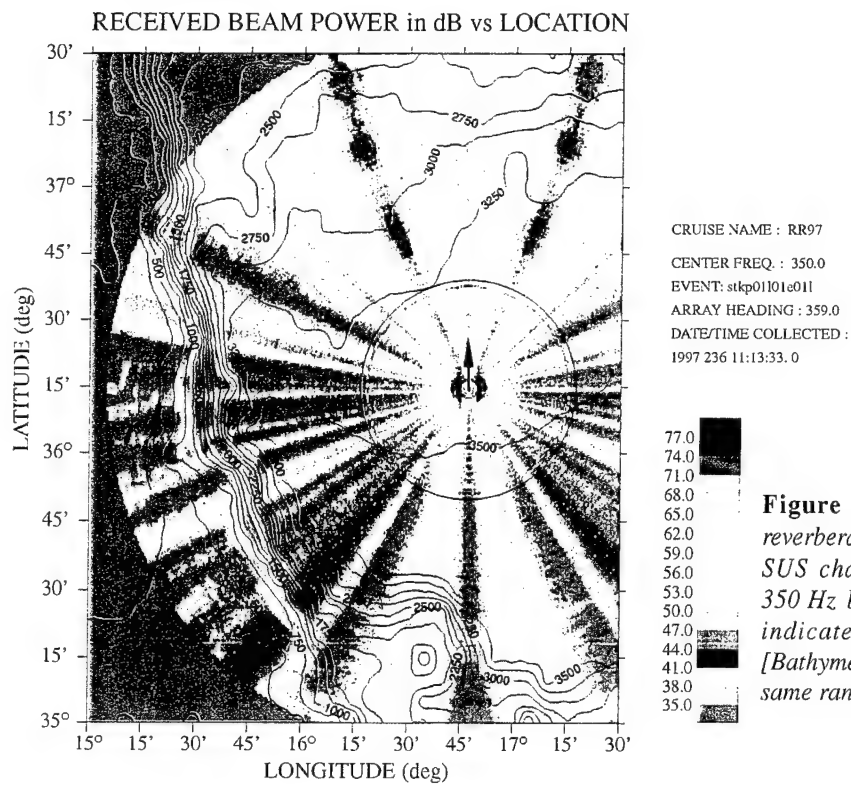 RECEIVED BEAM POWER in dB vs LOCATION
30'
15'
37°
45'
30'
15'
36°
45'
30'
15'
35°
LATITUDE (deg)
15° 15' 30' 45' 16° 15' 30' 45' 17° 15' 30'
LONGITUDE (deg)
2500
2750
3000
3250
2750
500
1750
1000
3500
2500
750
1000
3000
3500
CRUISE NAME : RR97
CENTER FREQ. : 350.0
EVENT: stkp01l01e01l
ARRAY HEADING : 359.0
DATE/TIME COLLECTED :
1997 236 11:13:33. 0
77.0
74.0
71.0
68.0
65.0
62.0
59.0
56.0
53.0
50.0
47.0
44.0
41.0
38.0
35.0
Figure
reverbera
SUS cha
350 Hz b
indicate
[Bathyme
same ran